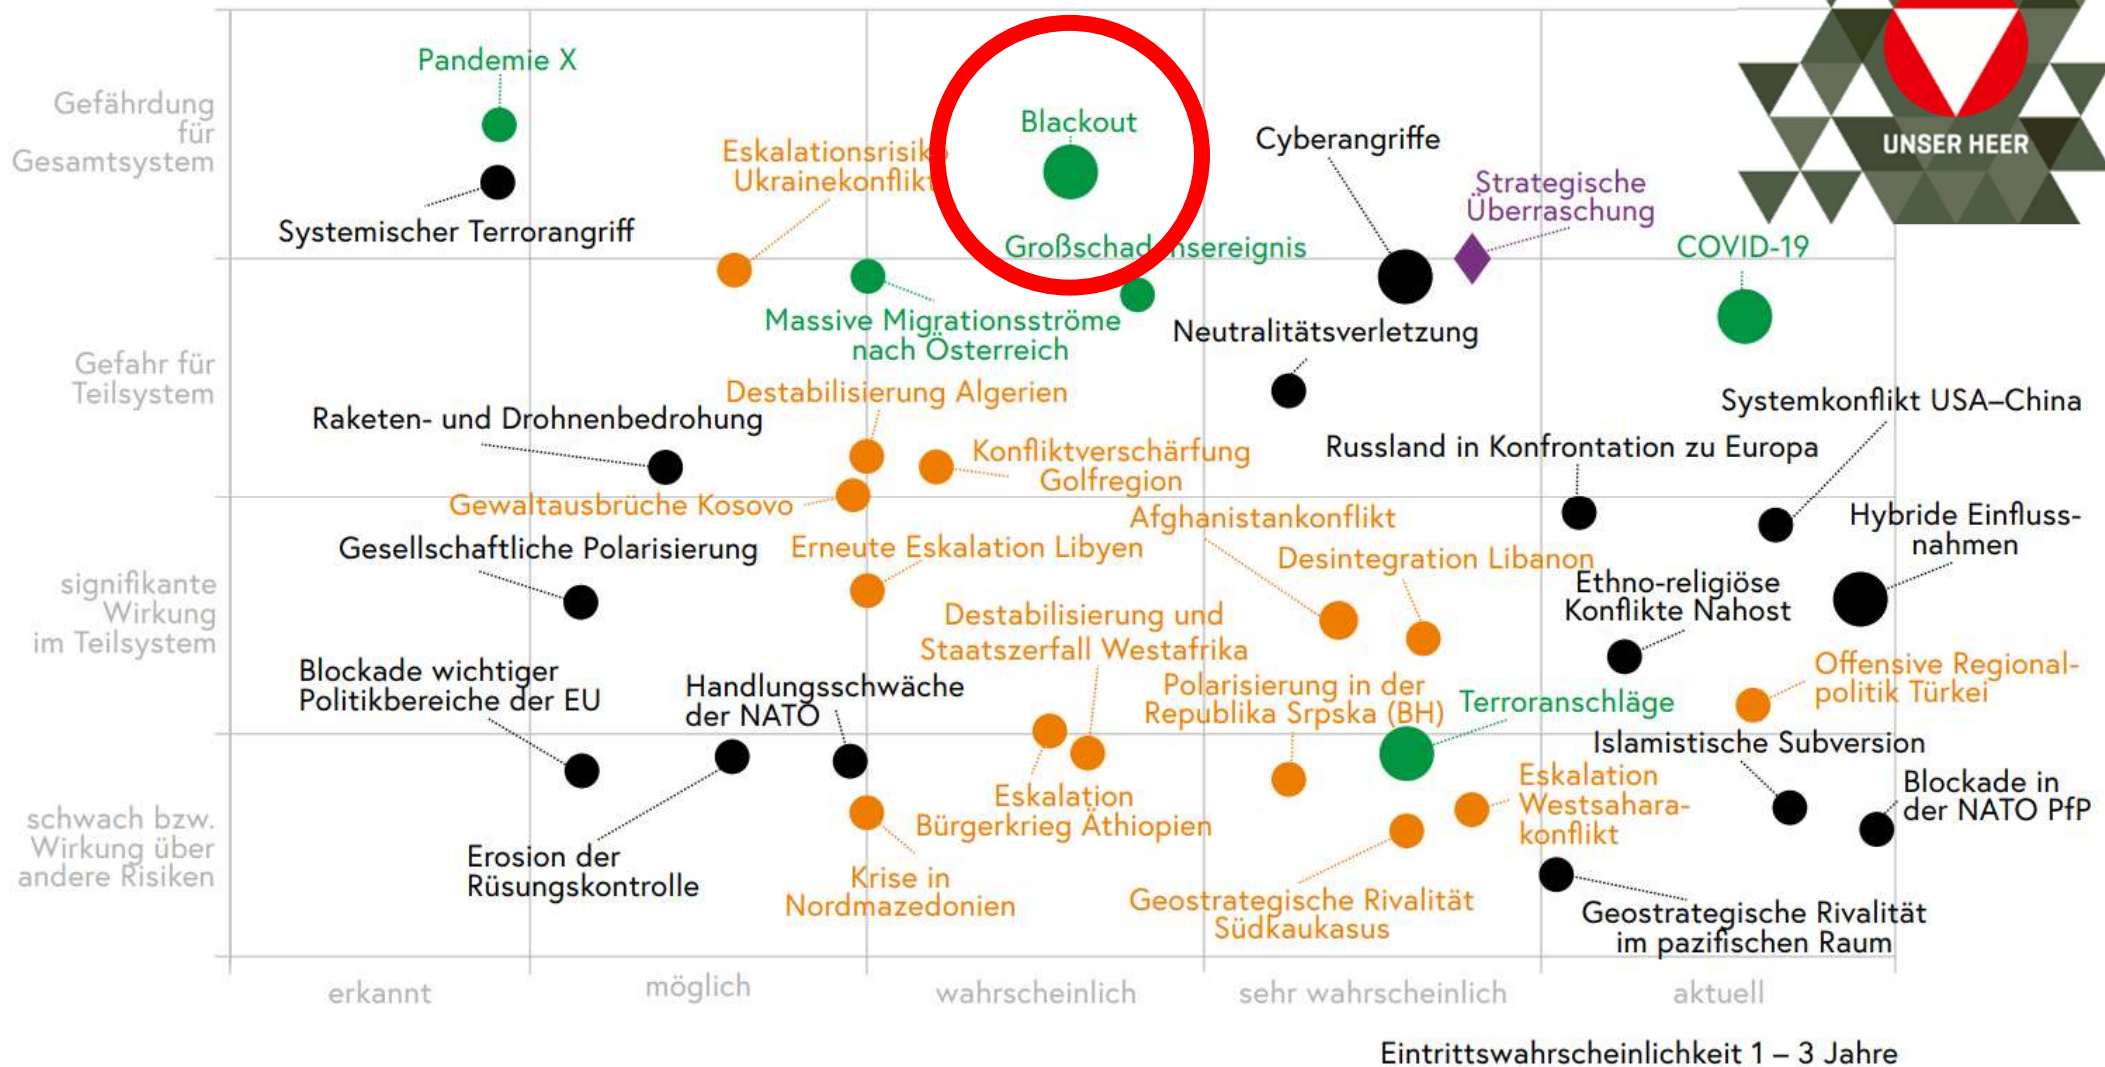 Pandemie X
Gefährdung
für
Gesamtsystem
Systemischer Terrorangriff
Eskalationsrisiko
Ukrainekonflikt
Blackout
Cyberangriffe
Strategische
Überraschung
UNSER HEER
Großschadensereignis
COVID-19
Massive Migrationsströme
nach Österreich
Neutralitätsverletzung
Gefahr für
Teilsystem
Destabilisierung Algerien
Raketen- und Drohnenbedrohung
Systemkonflikt USA–China
Konfliktverschärfung
Golfregion
Russland in Konfrontation zu Europa
Gewaltausbrüche Kosovo
Afghanistankonflikt
Hybride Einfluss-
nahmen
Gesellschaftliche Polarisierung
Erneute Eskalation Libyen
Desintegration Libanon
Ethno-religiöse
Konflikte Nahost
signifikante
Wirkung
im Teilsystem
Destabilisierung und
Staatszerfall Westafrika
Blockade wichtiger
Politikbereiche der EU
Handlungsschwäche
der NATO
Polarisierung in der
Republika Srpska (BH)
Terroranschläge
Offensive Regional-
politik Türkei
Islamistische Subversion
Eskalation
Bürgerkrieg Äthiopien
Eskalation
Westsahara-
konflikt
Blockade in
der NATO PfP
schwach bzw.
Wirkung über
andere Risiken
Erosion der
Rüsungskontrolle
Krise in
Nordmazedonien
Geostrategische Rivalität
Südkaukasus
Geostrategische Rivalität
im pazifischen Raum
erkannt
möglich
wahrscheinlich
sehr wahrscheinlich
aktuell
Eintrittswahrscheinlichkeit 1 – 3 Jahre